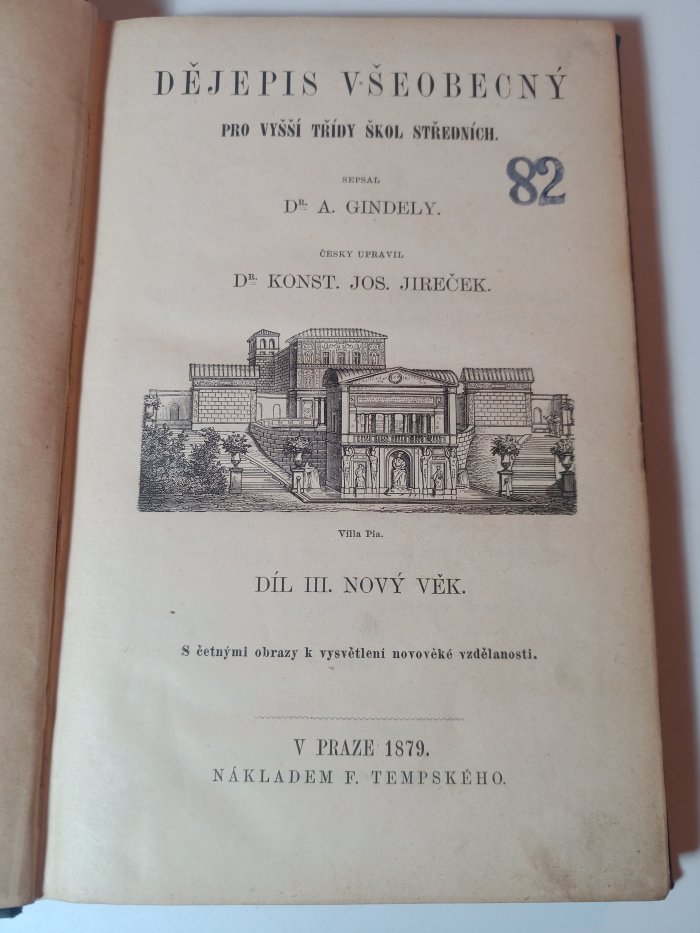 DĚJEPIS VŠEOBECNÝ
PRO VYŠŠÍ TŘÍDY ŠKOL STŘEDNÍCH.
SEPSAL
DR. A. GINDELY.
82
ČESKY UPRAVIL
DR. KONST. JOS. JIREČEK.
Villa Pia.
DÍL III. NOVÝ VĚK.
S četnými obrazy k vysvětlení novověké vzdělanosti.
V PRAZE 1879.
NÁKLADEM F. TEMPSKÉHO.